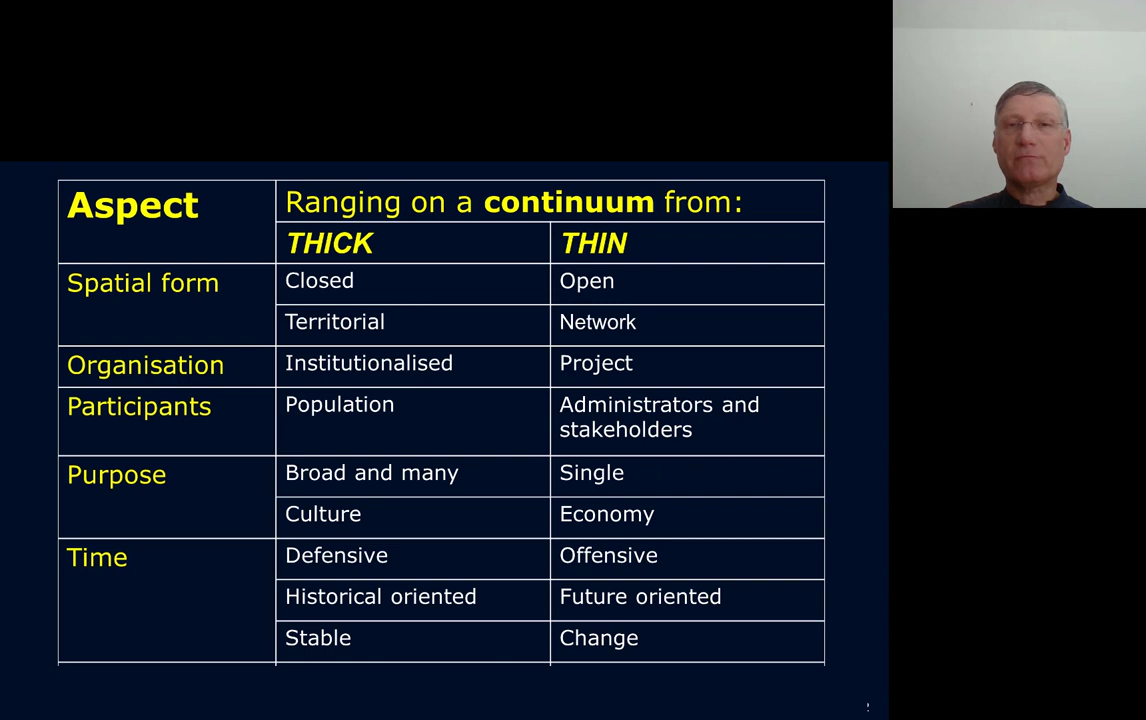 Aspect
Ranging on a continuum from:
THICK
THIN
Spatial form
Closed
Open
Territorial
Network
Organisation
Institutionalised
Project
Participants
Population
Administrators and
stakeholders
Purpose
Broad and many
Single
Culture
Economy
Time
Defensive
Offensive
Historical oriented
Future oriented
Stable
Change